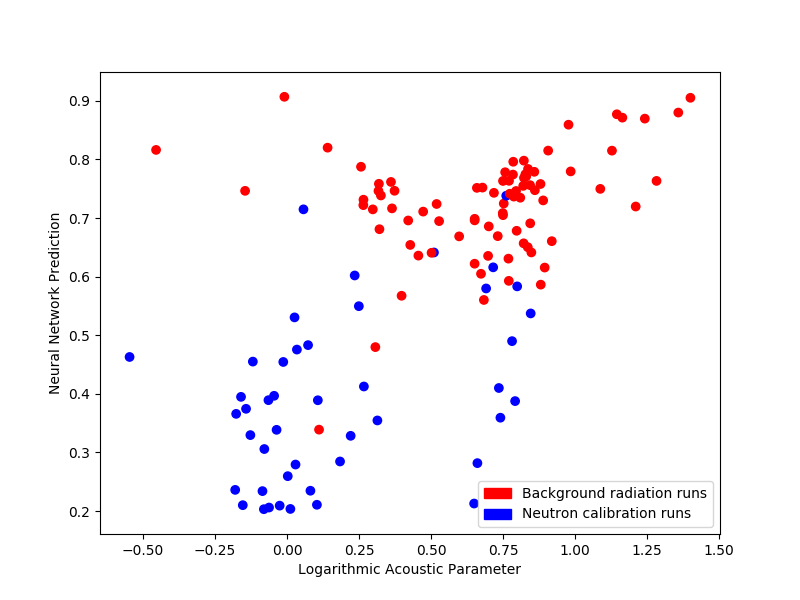 0.9
0.8
0.7
0.6
0.5
0.4
0.3
0.2
Neural Network Prediction
Background radiation runs
Neutron calibration runs
−0.50 −0.25 0.00 0.25 0.50 0.75 1.00 1.25 1.50
Logarithmic Acoustic Parameter